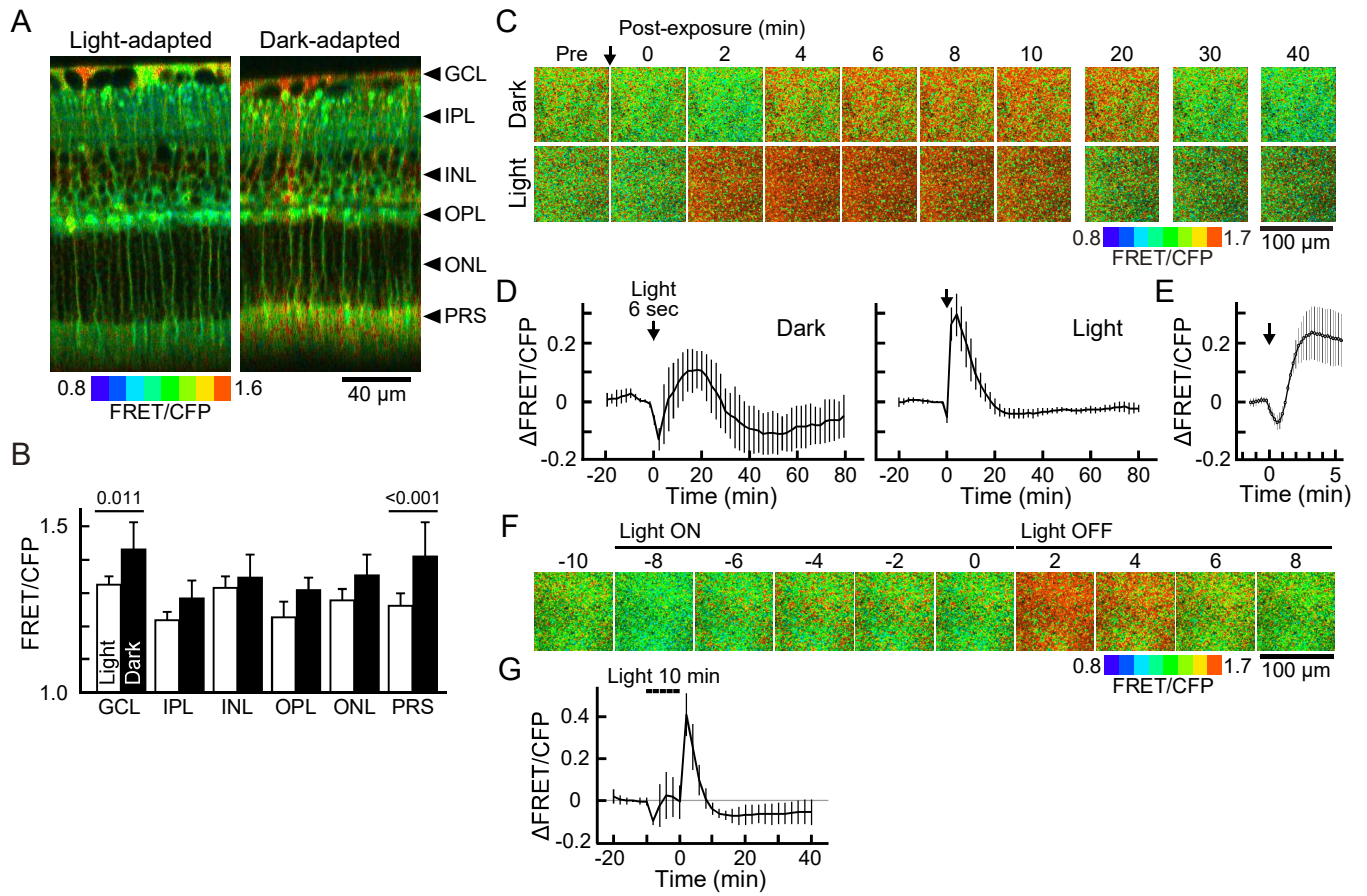 A
Light-adapted
Dark-adapted
GCL
IPL
INL
OPL
ONL
PRS
0.8
1.6
FRET/CFP
40 µm
B
0.011
<0.001
1.5
1.0
FRET/CFP
Light
Dark
GCL IPL INL OPL ONL PRS
C
Post-exposure (min)
Pre 0 2 4 6 8 10 20 30 40
Dark
Light
0.8
1.7
FRET/CFP
100 µm
D
Light
6 sec
Dark
Light
ΔFRET/CFP
0.2
0
-0.2
-20 0 20 40 60 80
Time (min)
ΔFRET/CFP
0.2
0
-0.2
-20 0 20 40 60 80
Time (min)
E
ΔFRET/CFP
0.2
0
-0.2
0 5
Time (min)
F
Light ON
Light OFF
-10 -8 -6 -4 -2 0 2 4 6 8
0.8
1.7
FRET/CFP
100 µm
G
Light 10 min
ΔFRET/CFP
0.4
0.2
0
-0.2
-20 0 20 40
Time (min)